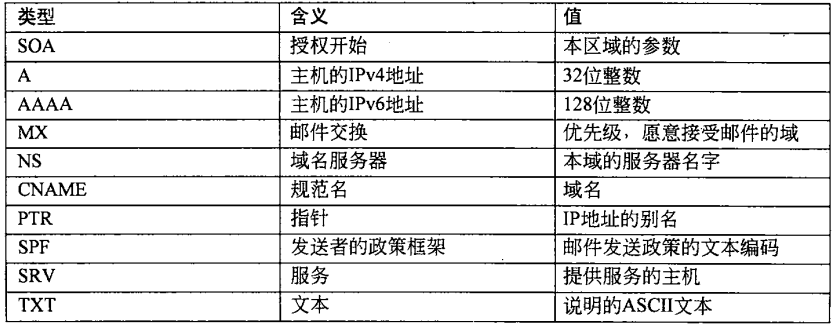 类型 含义 值
SOA 授权开始 本区域的参数
A 主机的IPv4地址 32位整数
AAAA 主机的IPv6地址 128位整数
MX 邮件交换 优先级，愿意接受邮件的域
NS 域名服务器 本域的服务器名字
CNAME 规范名 域名
PTR 指针 IP地址的别名
SPF 发送者的政策框架 邮件发送政策的文本编码
SRV 服务 提供服务的主机
TXT 文本 说明的ASCII文本